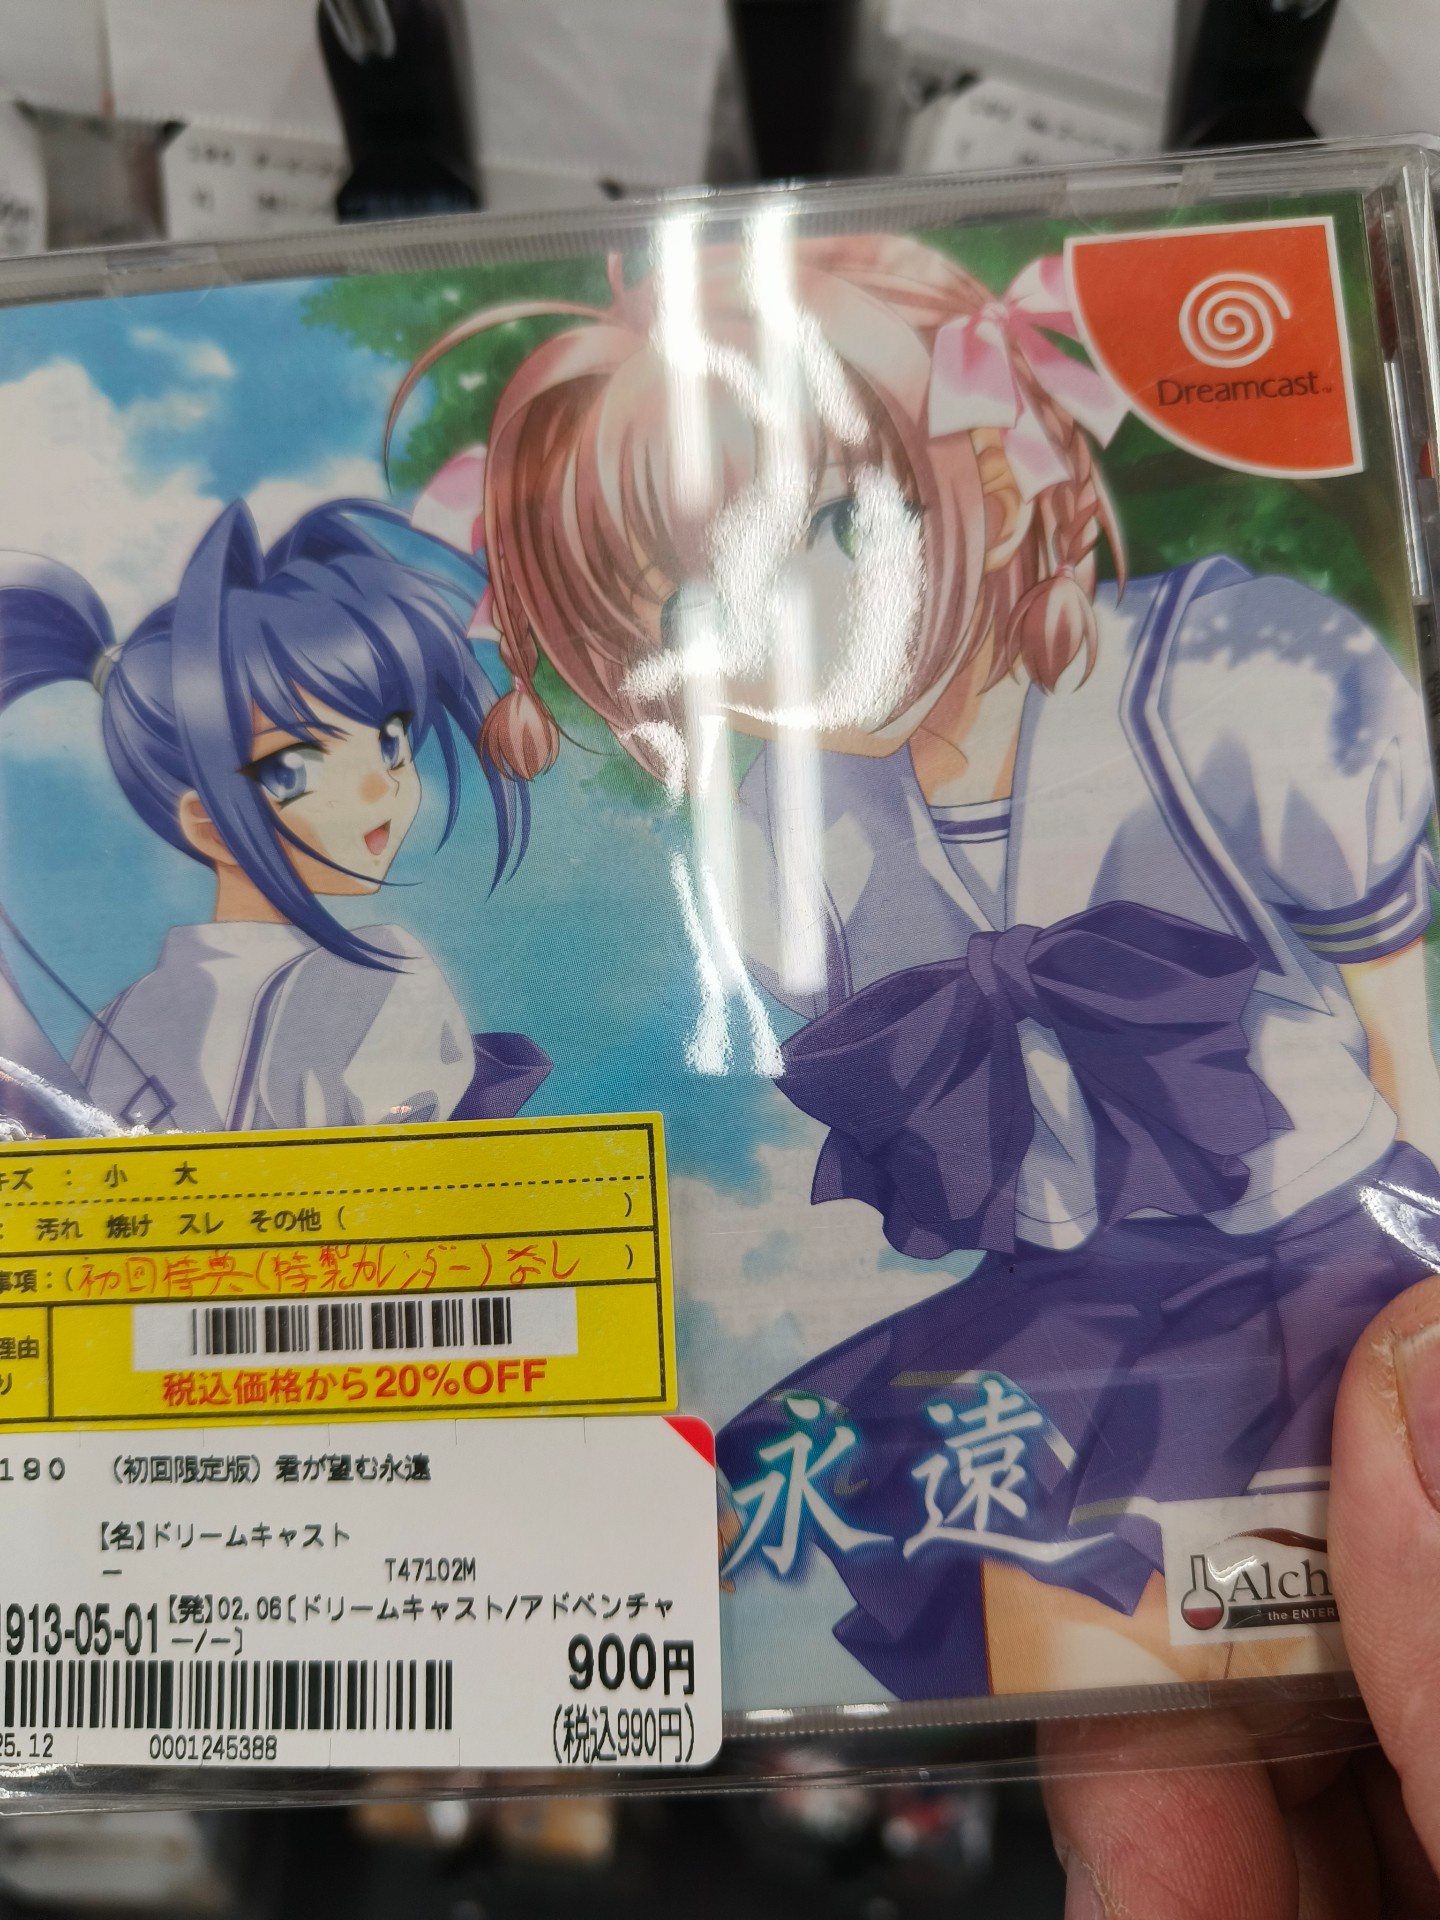 Dreamcast
キズ : 小 大
: 汚れ 焼け スレ その他 ( )
事項:(初回特典(特製カレンダー)なし )
理由
り
税込価格から20%OFF
永遠
180 (初回限定版) 君が望む永遠
【名】ドリームキャスト
— T47102M
1913-05-01 【発】02.06〔ドリームキャスト/アドベンチャ
ー/ー〕
900円
(税込990円)
25.12 0001245388
Alch
the ENTER